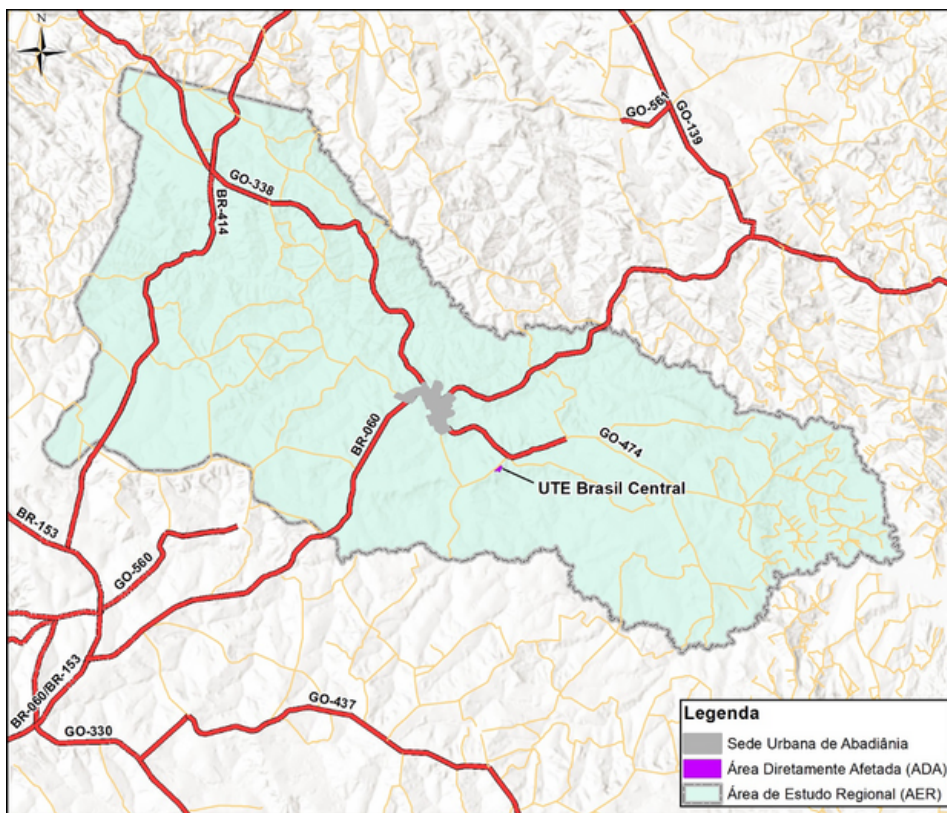 N
GO-561
GO-139
GO-338
BR-414
BR-060
GO-474
UTE Brasil Central
BR-153
GO-560
BR-060/BR-153
GO-437
GO-330
Legenda
Sede Urbana de Abadiânia
Área Diretamente Afetada (ADA)
Área de Estudo Regional (AER)